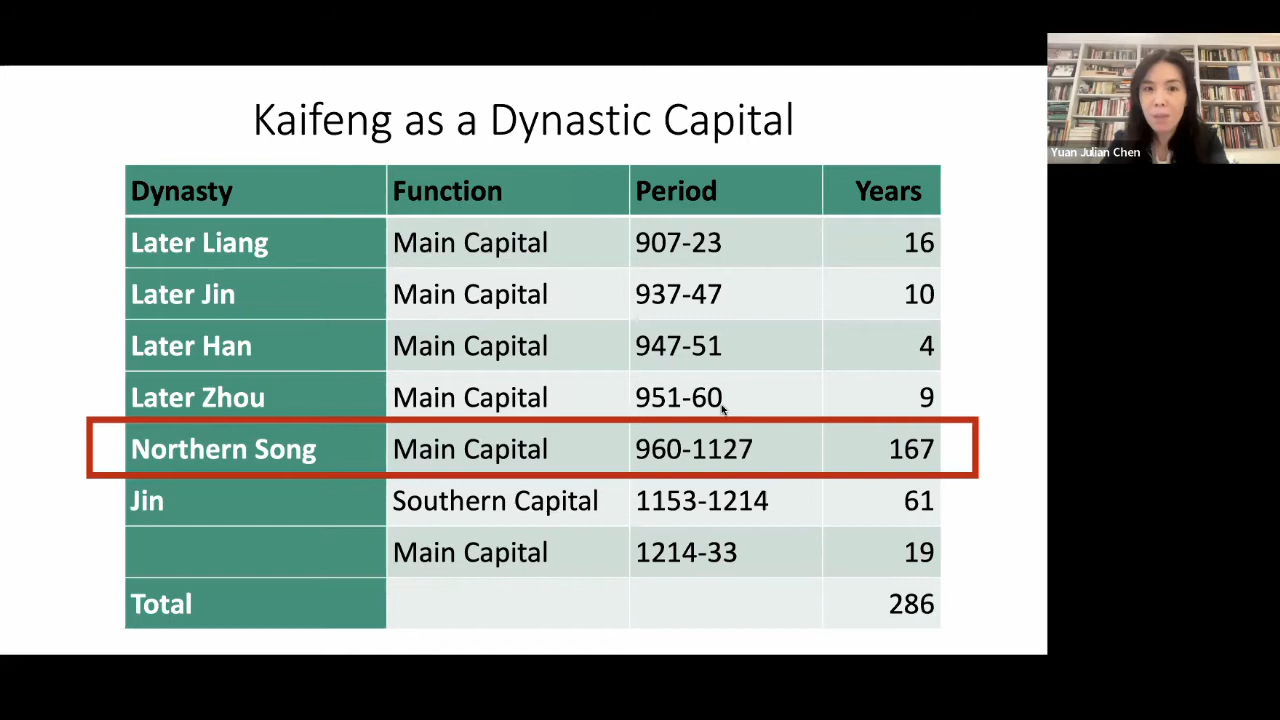 Kaifeng as a Dynastic Capital
Dynasty Function Period Years
Later Liang Main Capital 907-23 16
Later Jin Main Capital 937-47 10
Later Han Main Capital 947-51 4
Later Zhou Main Capital 951-60 9
Northern Song Main Capital 960-1127 167
Jin Southern Capital 1153-1214 61
Main Capital 1214-33 19
Total 286
Yuan Julian Chen